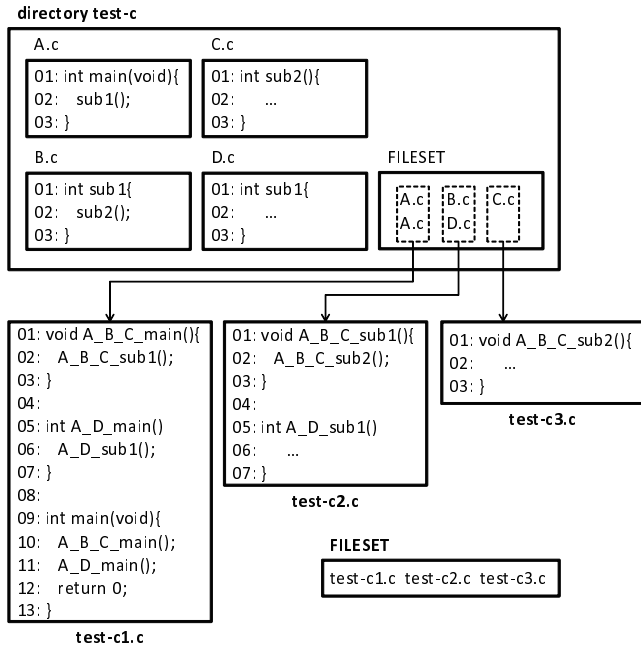 directory test-c
A.c
01: int main(void){
02: sub1();
03: }
C.c
01: int sub2(){
02: ...
03: }
B.c
01: int sub1{
02: sub2();
03: }
D.c
01: int sub1{
02: ...
03: }
FILESET
A.c B.c C.c
A.c D.c
01: void A_B_C_main(){
02: A_B_C_sub1();
03: }
04:
05: int A_D_main()
06: A_D_sub1();
07: }
08:
09: int main(void){
10: A_B_C_main();
11: A_D_main();
12: return 0;
13: }
test-c1.c
01: void A_B_C_sub1(){
02: A_B_C_sub2();
03: }
04:
05: int A_D_sub1()
06: ...
07: }
test-c2.c
01: void A_B_C_sub2(){
02: ...
03: }
test-c3.c
FILESET
test-c1.c test-c2.c test-c3.c